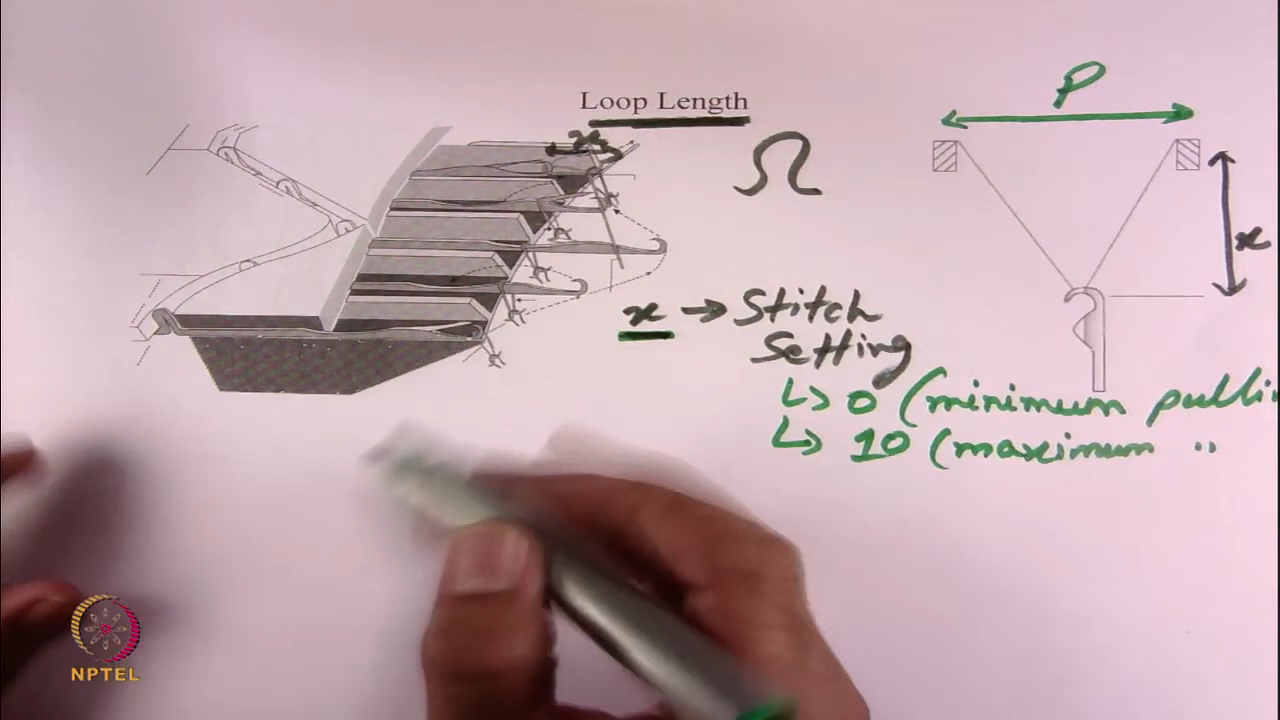 Loop Length
P
x
Ω
x
x → Stitch
Setting
↳ 0 (minimum pulli
↳ 10 (maximum "
NPTEL